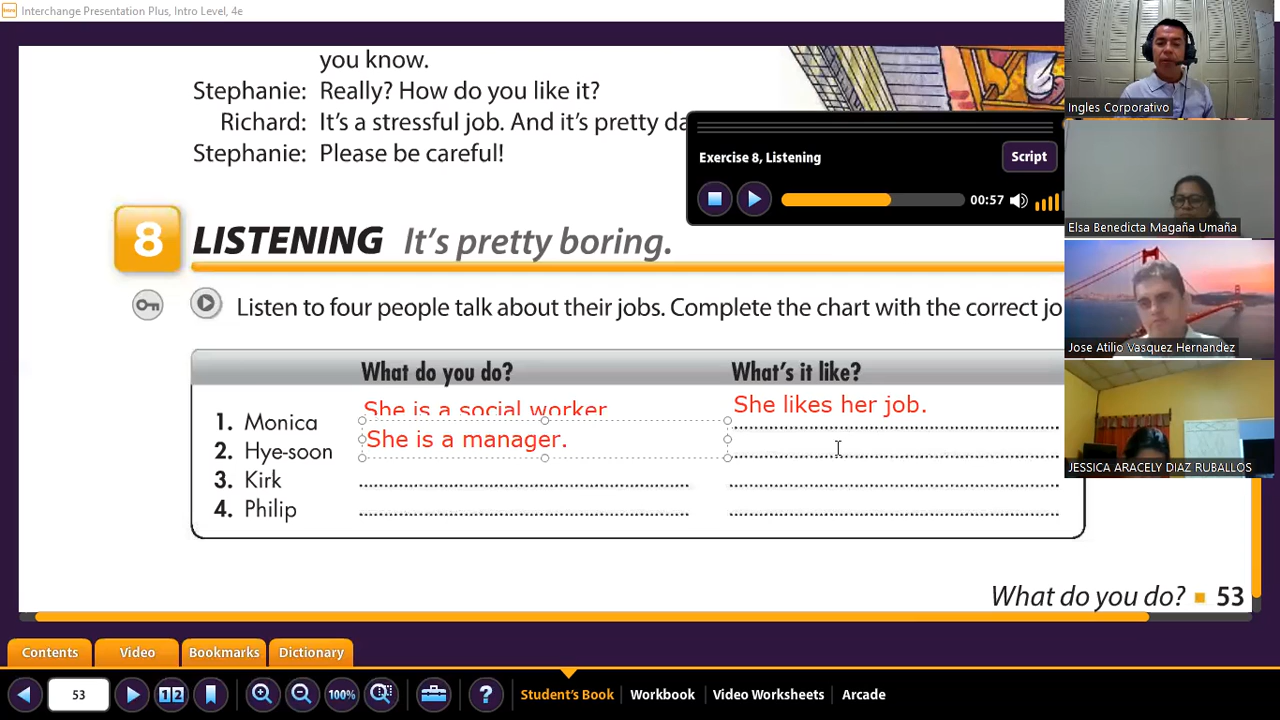 Interchange Presentation Plus, Intro Level, 4e
you know.
Stephanie: Really? How do you like it?
Richard: It's a stressful job. And it's pretty da
Stephanie: Please be careful!
Exercise 8, Listening
Script
00:57
8 LISTENING It's pretty boring.
Listen to four people talk about their jobs. Complete the chart with the correct jo
What do you do? What's it like?
1. Monica She is a social worker She likes her job.
2. Hye-soon She is a manager.
3. Kirk
4. Philip
What do you do? ■ 53
Ingles Corporativo
Elsa Benedicta Magaña Umaña
Jose Atilio Vasquez Hernandez
JESSICA ARACELY DIAZ RUBALLOS
Contents Video Bookmarks Dictionary
53 12 100% ? Student's Book Workbook Video Worksheets Arcade